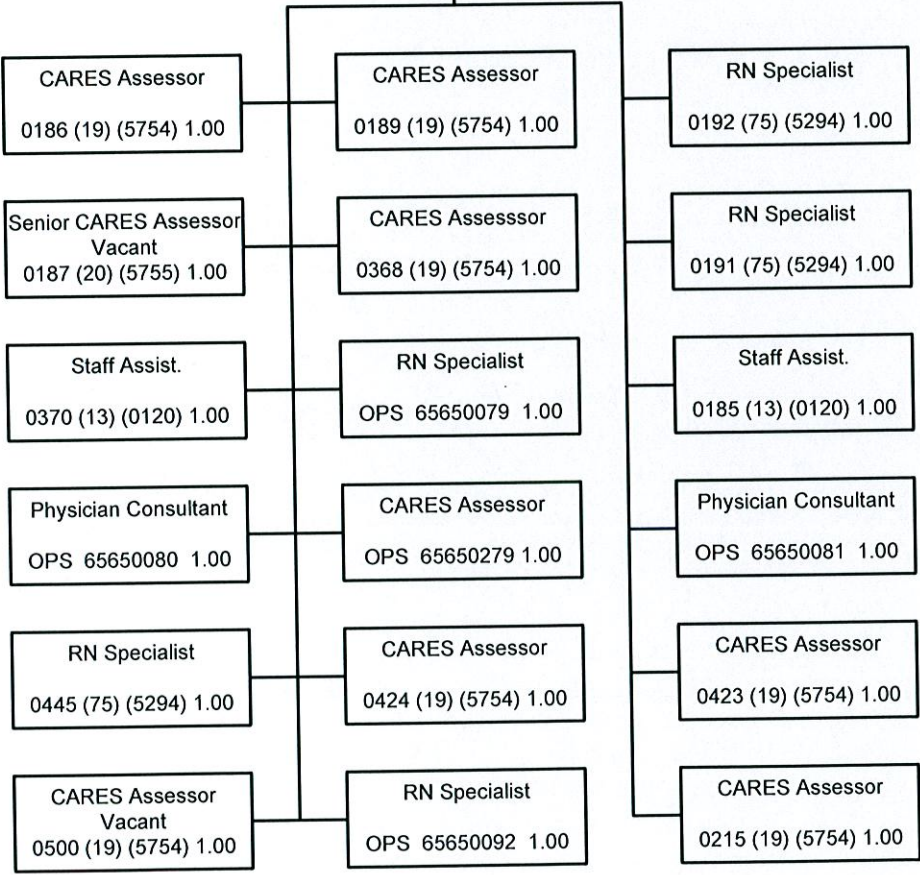 CARES Assessor
0186 (19) (5754) 1.00
CARES Assessor
0189 (19) (5754) 1.00
RN Specialist
0192 (75) (5294) 1.00
Senior CARES Assessor
Vacant
0187 (20) (5755) 1.00
CARES Assesssor
0368 (19) (5754) 1.00
RN Specialist
0191 (75) (5294) 1.00
Staff Assist.
0370 (13) (0120) 1.00
RN Specialist
OPS 65650079 1.00
Staff Assist.
0185 (13) (0120) 1.00
Physician Consultant
OPS 65650080 1.00
CARES Assessor
OPS 65650279 1.00
Physician Consultant
OPS 65650081 1.00
RN Specialist
0445 (75) (5294) 1.00
CARES Assessor
0424 (19) (5754) 1.00
CARES Assessor
0423 (19) (5754) 1.00
CARES Assessor
Vacant
0500 (19) (5754) 1.00
RN Specialist
OPS 65650092 1.00
CARES Assessor
0215 (19) (5754) 1.00